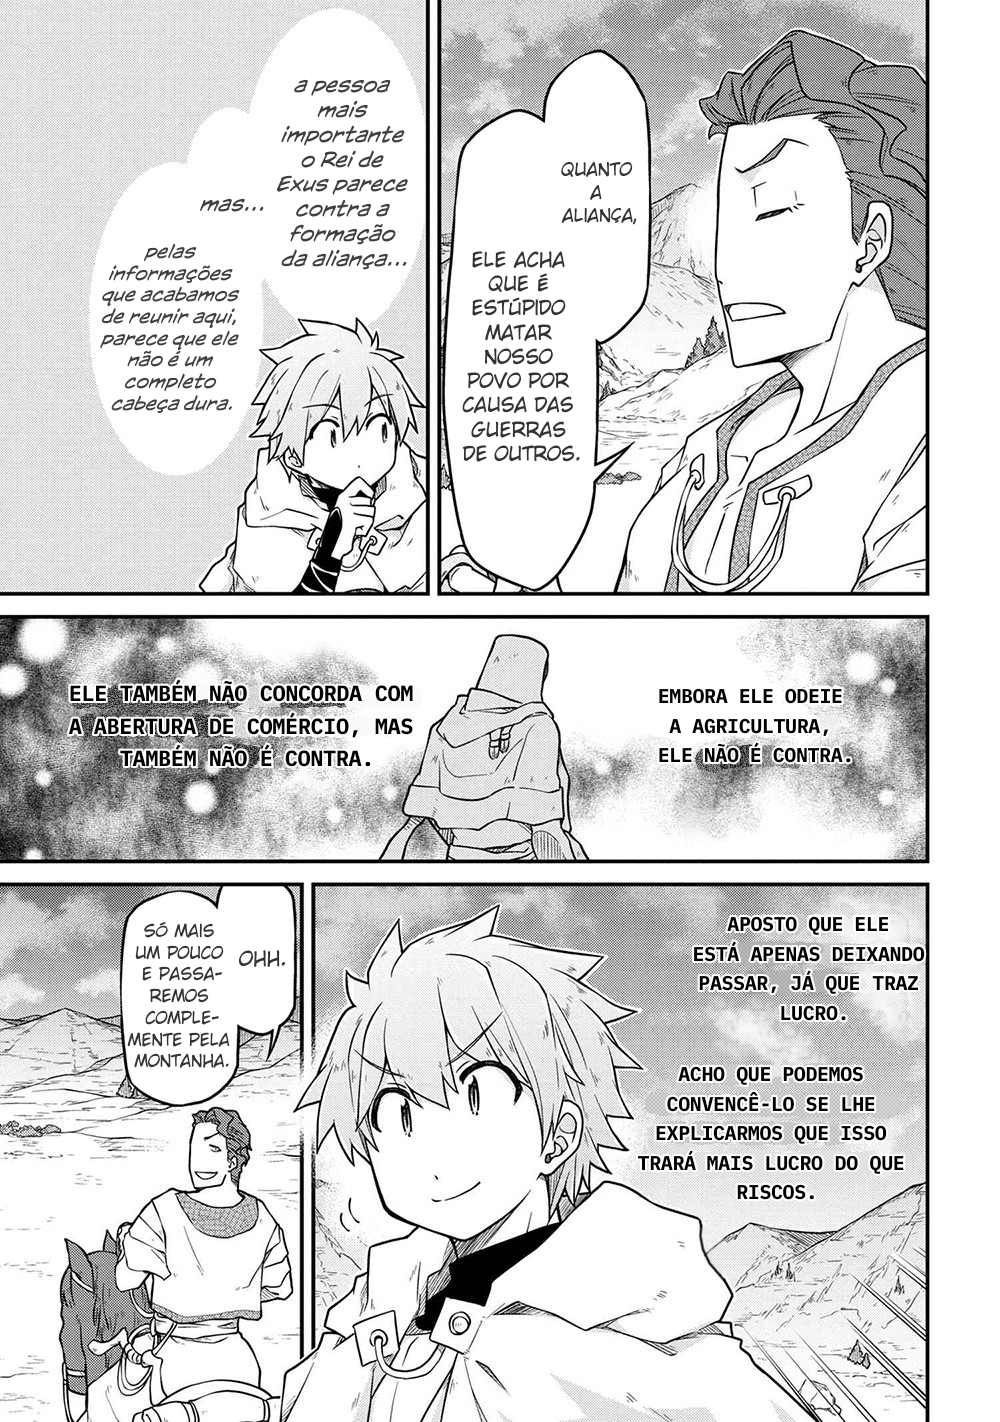 QUANTO
A
ALIANÇA,
ELE ACHA
QUE É
ESTÚPIDO
MATAR
NOSSO
POVO POR
CAUSA DAS
GUERRAS
DE OUTROS.
a pessoa
mais
importante
o Rei de
Exus parece
contra a
formação
da aliança...
mas...
pelas
informações
que acabamos
de reunir aqui,
parece que ele
não é um
completo
cabeça dura.
EMBORA ELE ODEIE
A AGRICULTURA,
ELE NÃO É CONTRA.
ELE TAMBÉM NÃO CONCORDA COM
A ABERTURA DE COMÉRCIO, MAS
TAMBÉM NÃO É CONTRA.
APOSTO QUE ELE
ESTÁ APENAS DEIXANDO
PASSAR, JÁ QUE TRAZ
LUCRO.
ACHO QUE PODEMOS
CONVENCÊ-LO SE LHE
EXPLICARMOS QUE ISSO
TRARÁ MAIS LUCRO DO QUE
RISCOS.
OHH.
SÓ MAIS
UM POUCO
E PASSA-
REMOS
COMPLE-
MENTE PELA
MONTANHA.